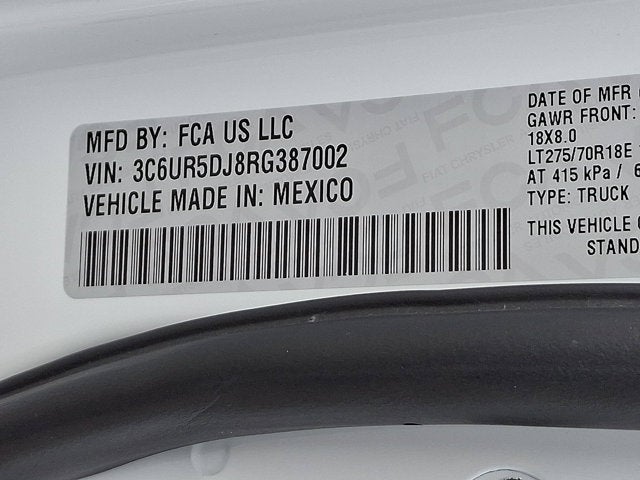 MFD BY: FCA US LLC
VIN: 3C6UR5DJ8RG387002
VEHICLE MADE IN: MEXICO
DATE OF MFR
GAWR FRONT:
18X8.0
LT275/70R18E
AT 415 kPa / 6
TYPE: TRUCK
THIS VEHICLE
STAND